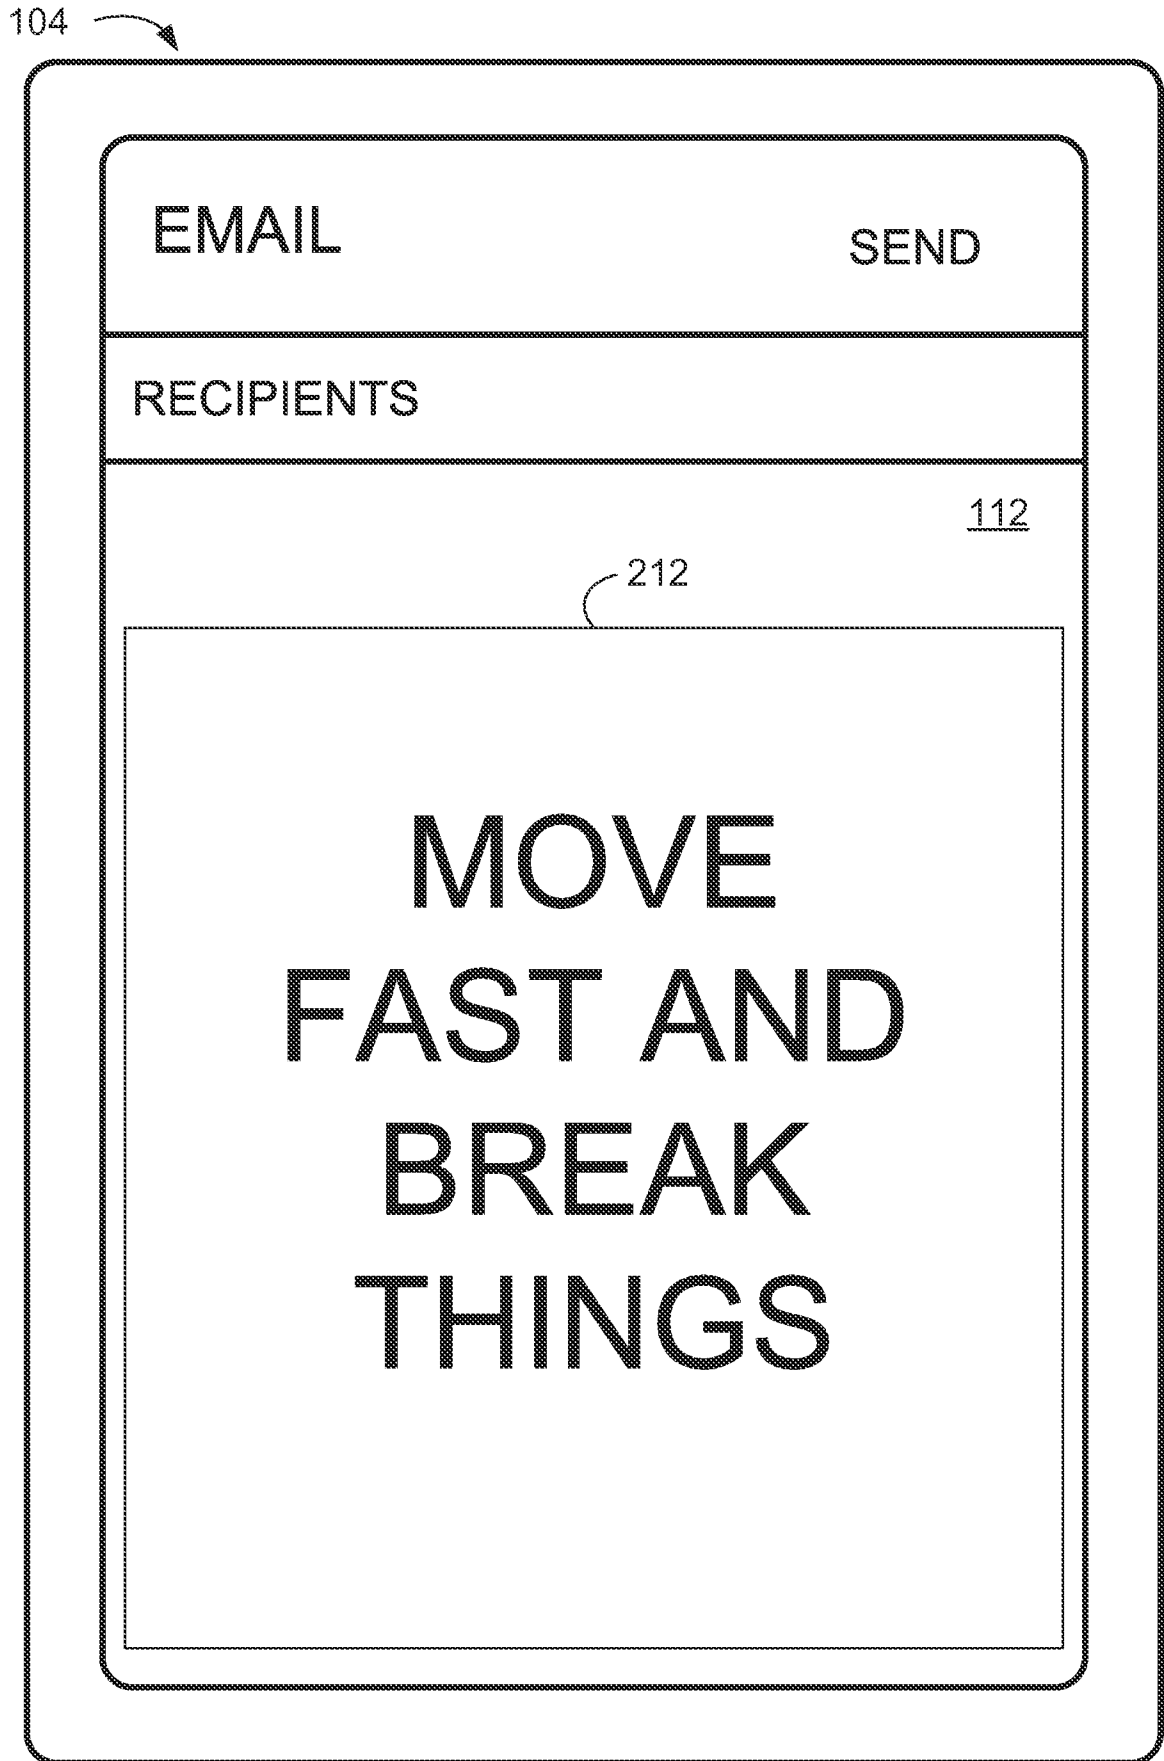 104
EMAIL
SEND
RECIPIENTS
112
212
MOVE
FAST AND
BREAK
THINGS